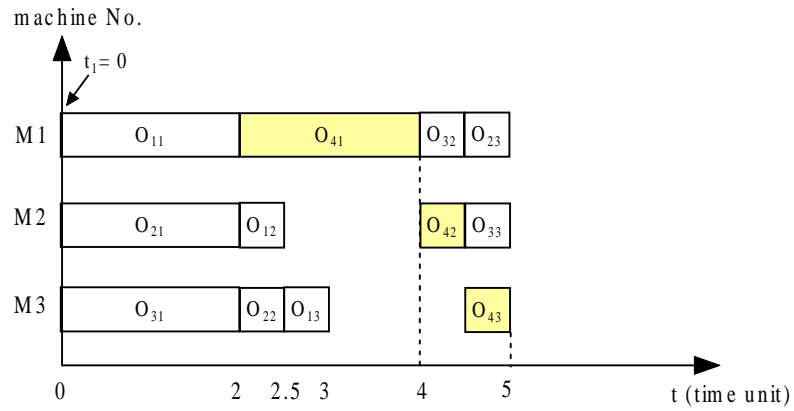 machine No.
t₁= 0
M1 O₁₁ O₄₁ O₃₂ O₂₃
M2 O₂₁ O₁₂ O₄₂ O₃₃
M3 O₃₁ O₂₂ O₁₃ O₄₃
0 2 2.5 3 4 5 t (time unit)